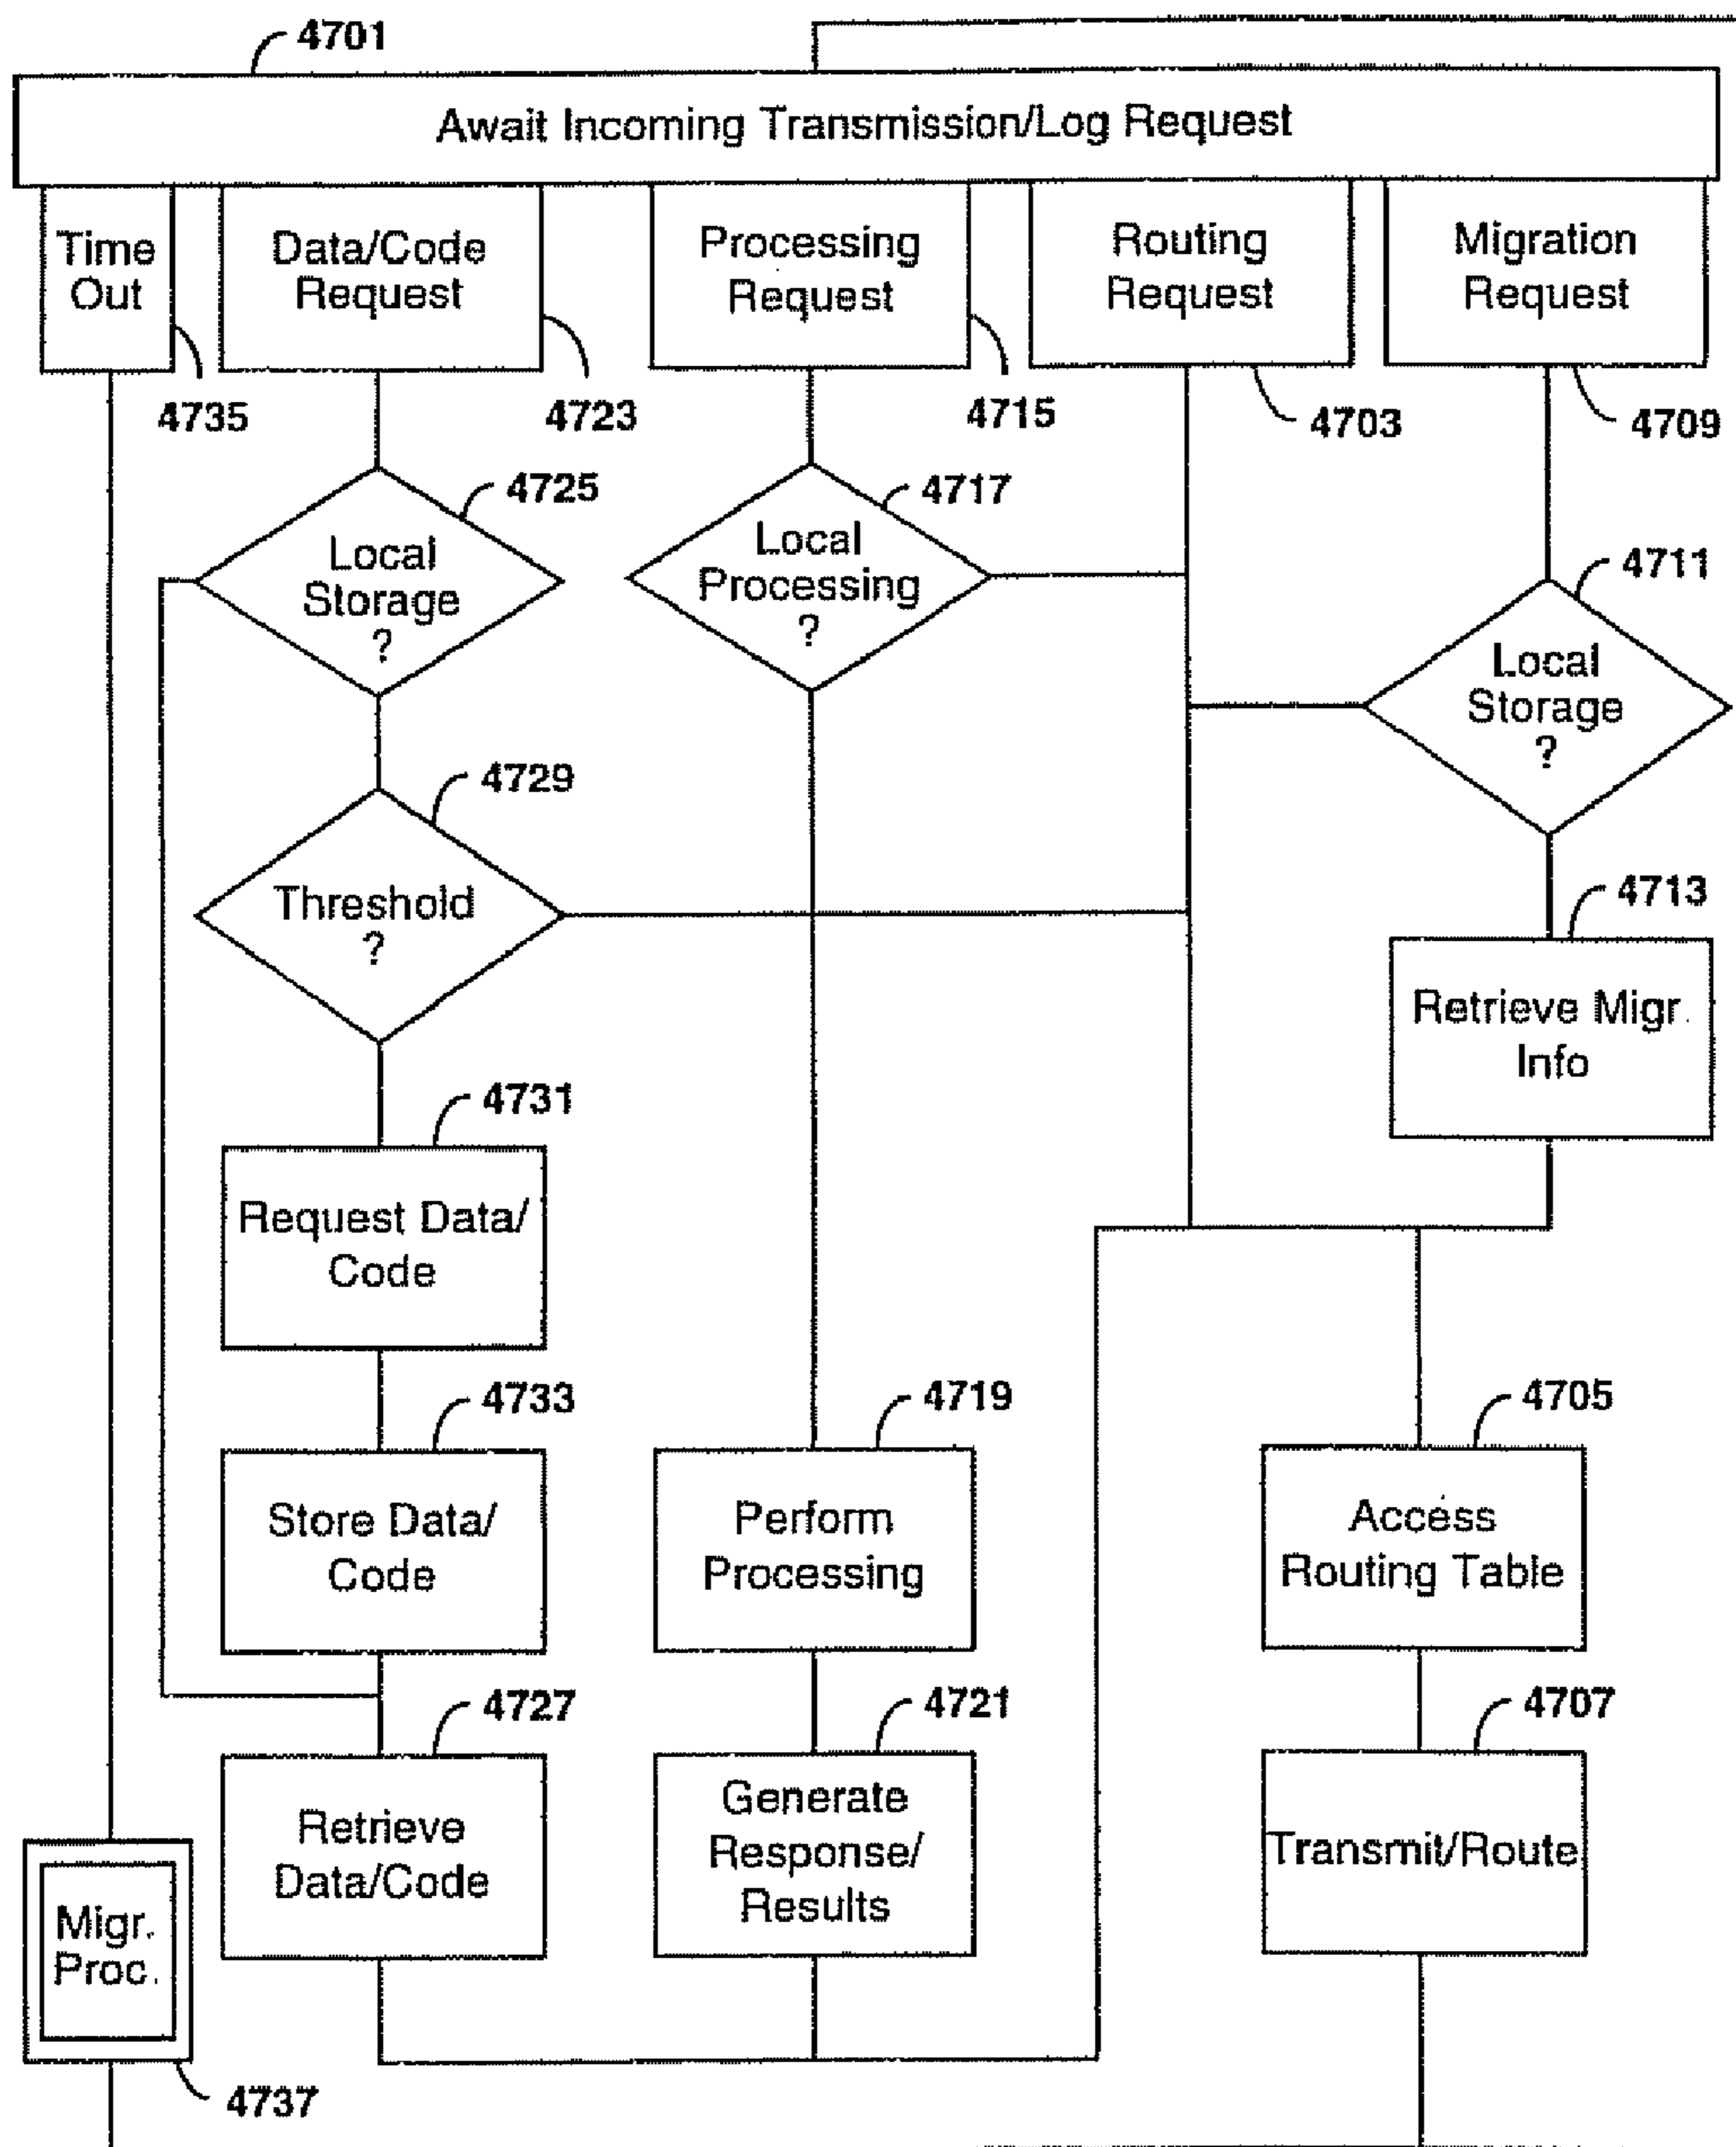 4701
Await Incoming Transmission/Log Request
Time
Out
Data/Code
Request
Processing
Request
Routing
Request
Migration
Request
4735
4723
4715
4703
4709
4725
Local
Storage
?
4717
Local
Processing
?
4711
Local
Storage
?
4729
Threshold
?
4713
Retrieve Migr.
Info
4731
Request Data/
Code
4733
Store Data/
Code
4719
Perform
Processing
4705
Access
Routing Table
4727
Retrieve
Data/Code
4721
Generate
Response/
Results
4707
Transmit/Route
Migr.
Proc.
4737